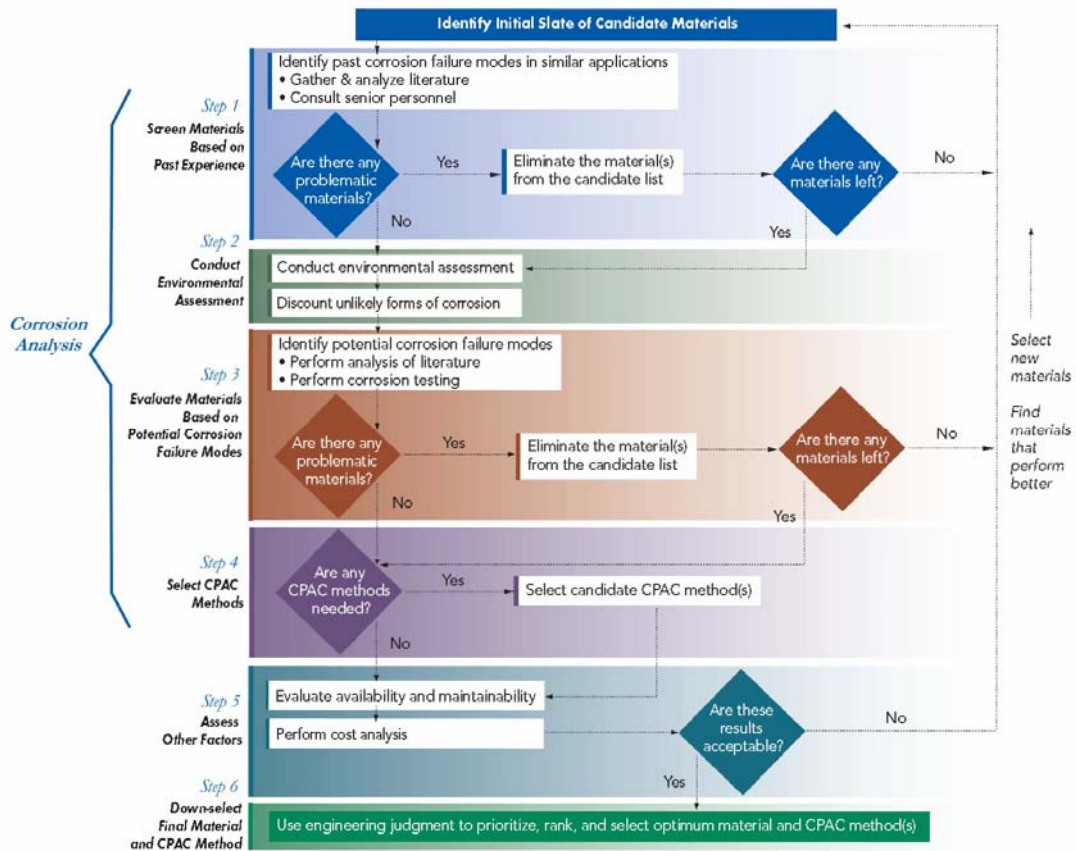 Identify Initial Slate of Candidate Materials
Identify past corrosion failure modes in similar applications
• Gather & analyze literature
• Consult senior personnel
Step 1
Screen Materials
Based on
Past Experience
Are there any
problematic
materials?
Yes
Eliminate the material(s)
from the candidate list
Are there any
materials left?
No
No
Yes
Step 2
Conduct
Environmental
Assessment
Conduct environmental assessment
Discount unlikely forms of corrosion
Corrosion
Analysis
Identify potential corrosion failure modes
• Perform analysis of literature
• Perform corrosion testing
Step 3
Evaluate Materials
Based on
Potential Corrosion
Failure Modes
Are there any
problematic
materials?
Yes
Eliminate the material(s)
from the candidate list
Are there any
materials left?
No
No
Yes
Select
new
materials
Find
materials
that
perform
better
Step 4
Select CPAC
Methods
Are any
CPAC methods
needed?
Yes
Select candidate CPAC method(s)
No
Step 5
Assess
Other Factors
Evaluate availability and maintainability
Perform cost analysis
Are these
results
acceptable?
No
Yes
Step 6
Down-select
Final Material
and CPAC Method
Use engineering judgment to prioritize, rank, and select optimum material and CPAC method(s)